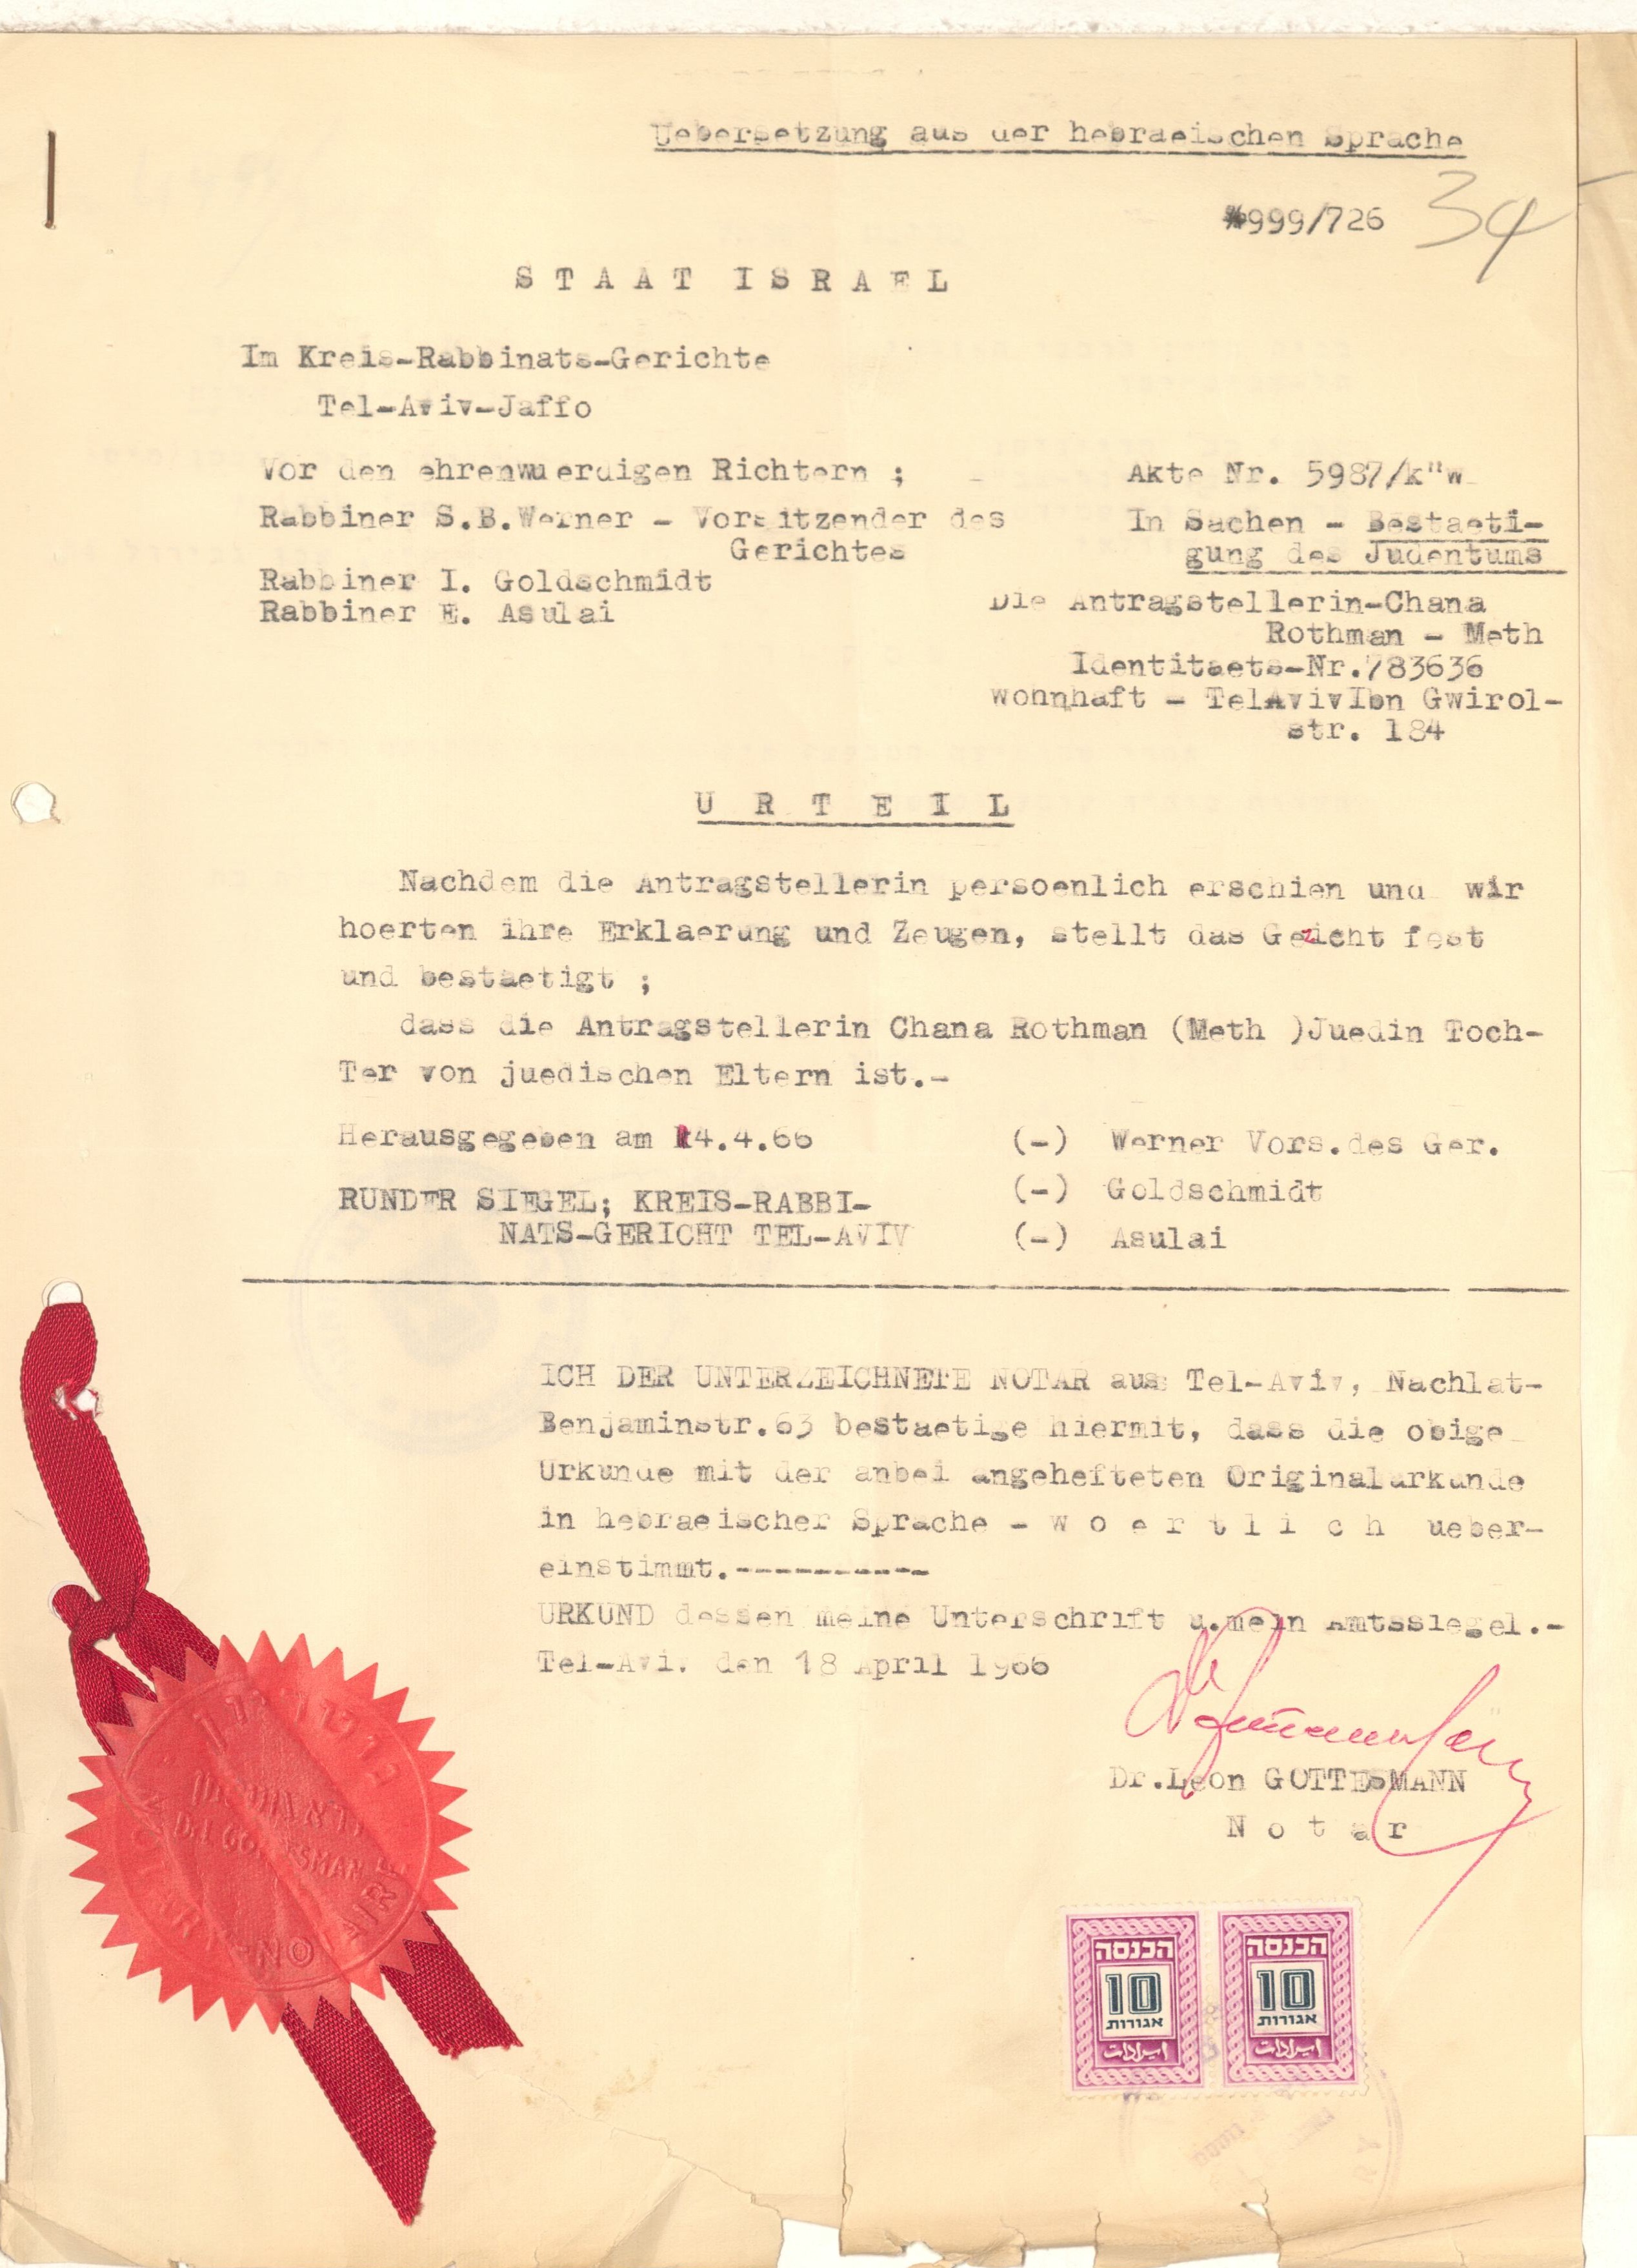 Uebersetzung aus der hebraeischen Sprache
999/726
34
STAAT ISRAEL
Im Kreis-Rabbinats-Gerichte
Tel-Aviv-Jaffo
Vor den ehrenwuerdigen Richtern ;
Rabbiner S.B.Werner - Vorsitzender des
Gerichtes
Rabbiner I. Goldschmidt
Rabbiner E. Asulai
Akte Nr. 5987/k"w
In Sachen - Bestaeti-
gung des Judentums
Die Antragstellerin-Chana
Rothman - Meth
Identitaets-Nr.783636
wohnhaft - TelAvivIbn Gwirol-
str. 184
URTEIL
Nachdem die Antragstellerin persoenlich erschien und wir
hoerten ihre Erklaerung und Zeugen, stellt das fest
und bestaetigt ;
dass die Antragstellerin Chana Rothman (Meth )Juedin Toch-
Ter von juedischen Eltern ist.-
Herausgegeben am 14.4.66
RUNDER SIEGEL; KREIS-RABBI-
NATS-GERICHT TEL-AVIV
(-) Werner Vors.des Ger.
(-) Goldschmidt
(-) Asulai
ICH DER UNTERZEICHNETE NOTAR aus Tel-Aviv, Nachlat-
Benjaminstr.63 bestaetige hiermit, dass die obige
Urkunde mit der anbei angehefteten Originalurkunde
in hebraeischer Sprache - w o e r t l i c h ueber-
einstimmt.-----------
URKUND dessen meine Unterschrift u.mein Amtssiegel.-
Tel-Aviv den 18 April 1966
Dr.Leon GOTTESMANN
Notar
הכנסה
10
אגורות
ايرادات
הכנסה
10
אגורות
ايرادات